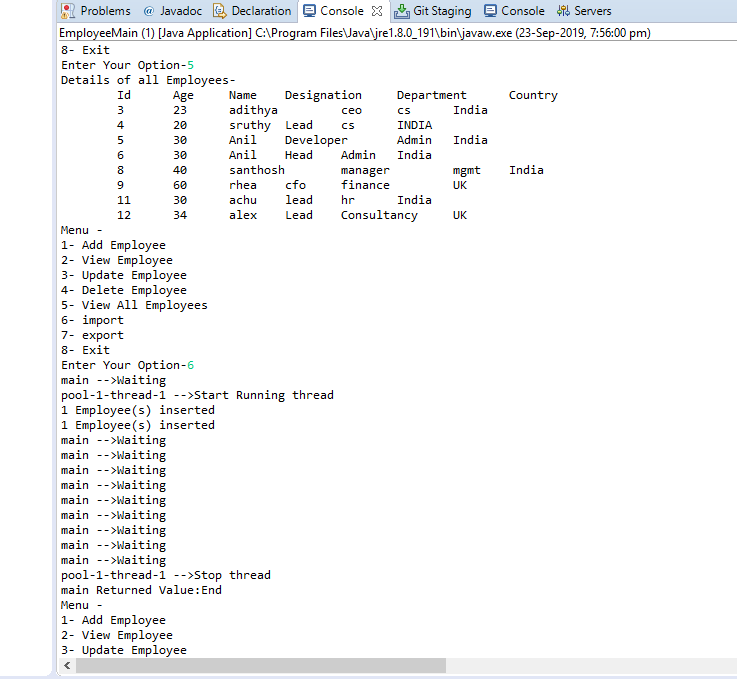 Problems @ Javadoc Declaration Console Git Staging Console Servers
EmployeeMain (1) [Java Application] C:\Program Files\Java\jre1.8.0_191\bin\javaw.exe (23-Sep-2019, 7:56:00 pm)
8- Exit
Enter Your Option-5
Details of all Employees-
Id Age Name Designation Department Country
3 23 adithya ceo cs India
4 20 sruthy Lead cs INDIA
5 30 Anil Developer Admin India
6 30 Anil Head Admin India
8 40 santhosh manager mgmt India
9 60 rhea cfo finance UK
11 30 achu lead hr India
12 34 alex Lead Consultancy UK
Menu -
1- Add Employee
2- View Employee
3- Update Employee
4- Delete Employee
5- View All Employees
6- import
7- export
8- Exit
Enter Your Option-6
main -->Waiting
pool-1-thread-1 -->Start Running thread
1 Employee(s) inserted
1 Employee(s) inserted
main -->Waiting
main -->Waiting
main -->Waiting
main -->Waiting
main -->Waiting
main -->Waiting
main -->Waiting
main -->Waiting
main -->Waiting
pool-1-thread-1 -->Stop thread
main Returned Value:End
Menu -
1- Add Employee
2- View Employee
3- Update Employee